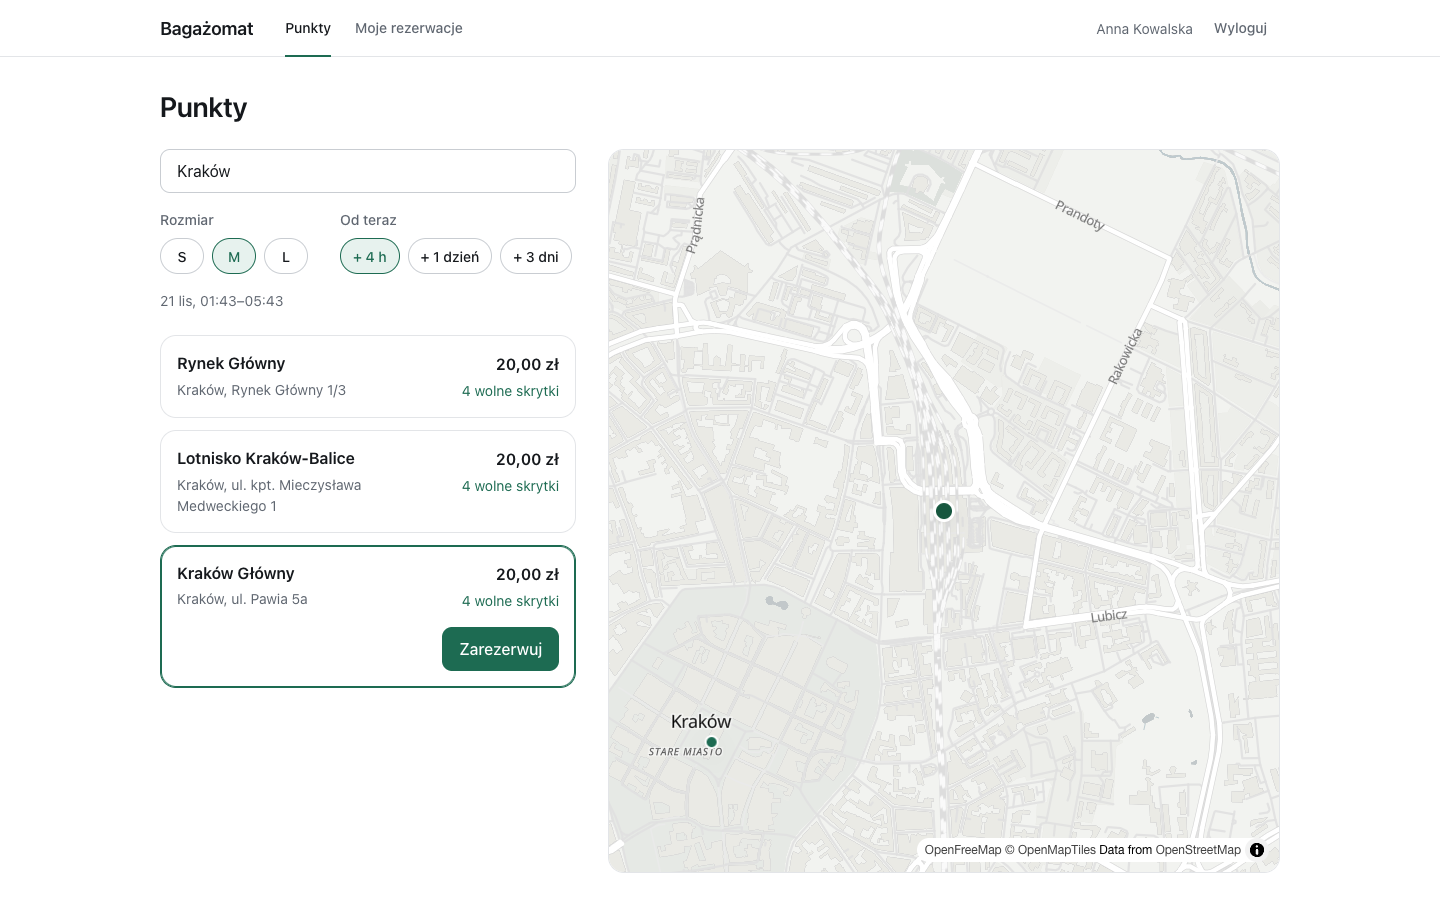 Bagażomat
Punkty
Moje rezerwacje
Anna Kowalska
Wyloguj
Punkty
Kraków
Rozmiar
Od teraz
S
M
L
+ 4 h
+ 1 dzień
+ 3 dni
21 lis, 01:43–05:43
Rynek Główny
20,00 zł
Kraków, Rynek Główny 1/3
4 wolne skrytki
Lotnisko Kraków-Balice
20,00 zł
Kraków, ul. kpt. Mieczysława
Medweckiego 1
4 wolne skrytki
Kraków Główny
20,00 zł
Kraków, ul. Pawia 5a
4 wolne skrytki
Zarezerwuj
Prądnicka
Prandoty
Rakowicka
Lubicz
Kraków
STARE MIASTO
OpenFreeMap © OpenMapTiles Data from OpenStreetMap